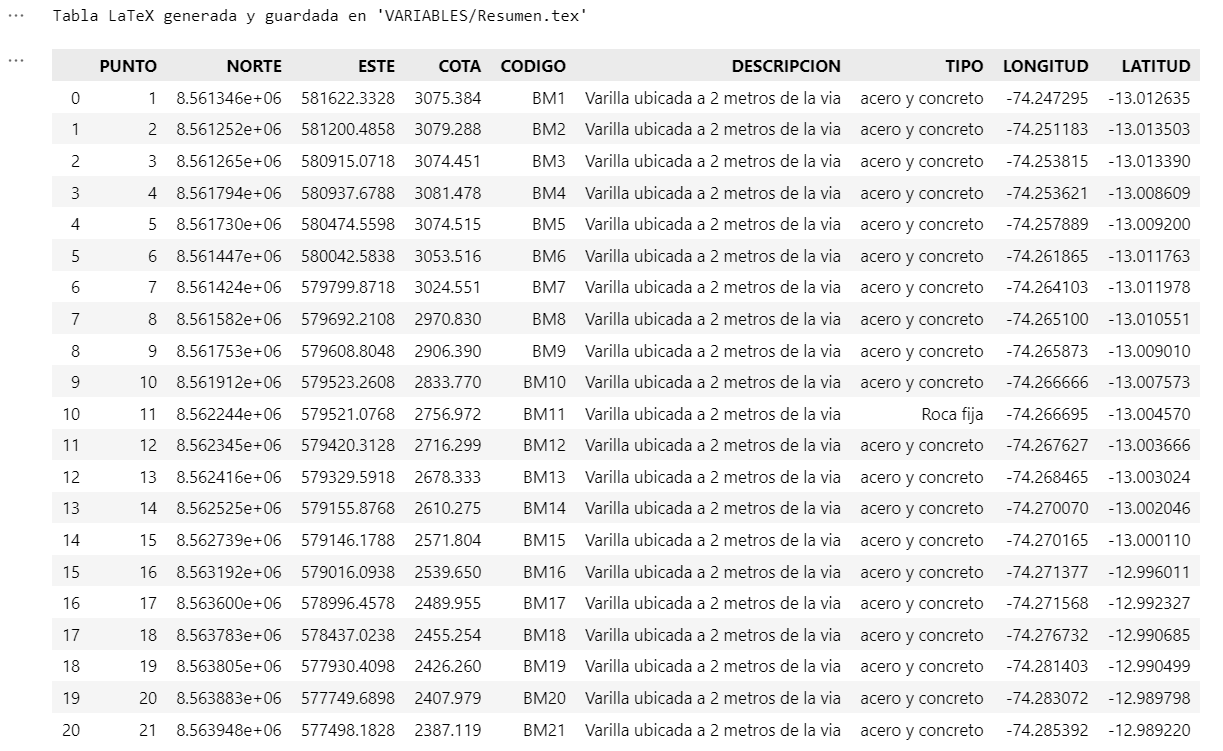 ... Tabla LaTeX generada y guardada en 'VARIABLES/Resumen.tex'
... PUNTO NORTE ESTE COTA CODIGO DESCRIPCION TIPO LONGITUD LATITUD
0 1 8.561346e+06 581622.3328 3075.384 BM1 Varilla ubicada a 2 metros de la via acero y concreto -74.247295 -13.012635
1 2 8.561252e+06 581200.4858 3079.288 BM2 Varilla ubicada a 2 metros de la via acero y concreto -74.251183 -13.013503
2 3 8.561265e+06 580915.0718 3074.451 BM3 Varilla ubicada a 2 metros de la via acero y concreto -74.253815 -13.013390
3 4 8.561794e+06 580937.6788 3081.478 BM4 Varilla ubicada a 2 metros de la via acero y concreto -74.253621 -13.008609
4 5 8.561730e+06 580474.5598 3074.515 BM5 Varilla ubicada a 2 metros de la via acero y concreto -74.257889 -13.009200
5 6 8.561447e+06 580042.5838 3053.516 BM6 Varilla ubicada a 2 metros de la via acero y concreto -74.261865 -13.011763
6 7 8.561424e+06 579799.8718 3024.551 BM7 Varilla ubicada a 2 metros de la via acero y concreto -74.264103 -13.011978
7 8 8.561582e+06 579692.2108 2970.830 BM8 Varilla ubicada a 2 metros de la via acero y concreto -74.265100 -13.010551
8 9 8.561753e+06 579608.8048 2906.390 BM9 Varilla ubicada a 2 metros de la via acero y concreto -74.265873 -13.009010
9 10 8.561912e+06 579523.2608 2833.770 BM10 Varilla ubicada a 2 metros de la via acero y concreto -74.266666 -13.007573
10 11 8.562244e+06 579521.0768 2756.972 BM11 Varilla ubicada a 2 metros de la via Roca fija -74.266695 -13.004570
11 12 8.562345e+06 579420.3128 2716.299 BM12 Varilla ubicada a 2 metros de la via acero y concreto -74.267627 -13.003666
12 13 8.562416e+06 579329.5918 2678.333 BM13 Varilla ubicada a 2 metros de la via acero y concreto -74.268465 -13.003024
13 14 8.562525e+06 579155.8768 2610.275 BM14 Varilla ubicada a 2 metros de la via acero y concreto -74.270070 -13.002046
14 15 8.562739e+06 579146.1788 2571.804 BM15 Varilla ubicada a 2 metros de la via acero y concreto -74.270165 -13.000110
15 16 8.563192e+06 579016.0938 2539.650 BM16 Varilla ubicada a 2 metros de la via acero y concreto -74.271377 -12.996011
16 17 8.563600e+06 578996.4578 2489.955 BM17 Varilla ubicada a 2 metros de la via acero y concreto -74.271568 -12.992327
17 18 8.563783e+06 578437.0238 2455.254 BM18 Varilla ubicada a 2 metros de la via acero y concreto -74.276732 -12.990685
18 19 8.563805e+06 577930.4098 2426.260 BM19 Varilla ubicada a 2 metros de la via acero y concreto -74.281403 -12.990499
19 20 8.563883e+06 577749.6898 2407.979 BM20 Varilla ubicada a 2 metros de la via acero y concreto -74.283072 -12.989798
20 21 8.563948e+06 577498.1828 2387.119 BM21 Varilla ubicada a 2 metros de la via acero y concreto -74.285392 -12.989220